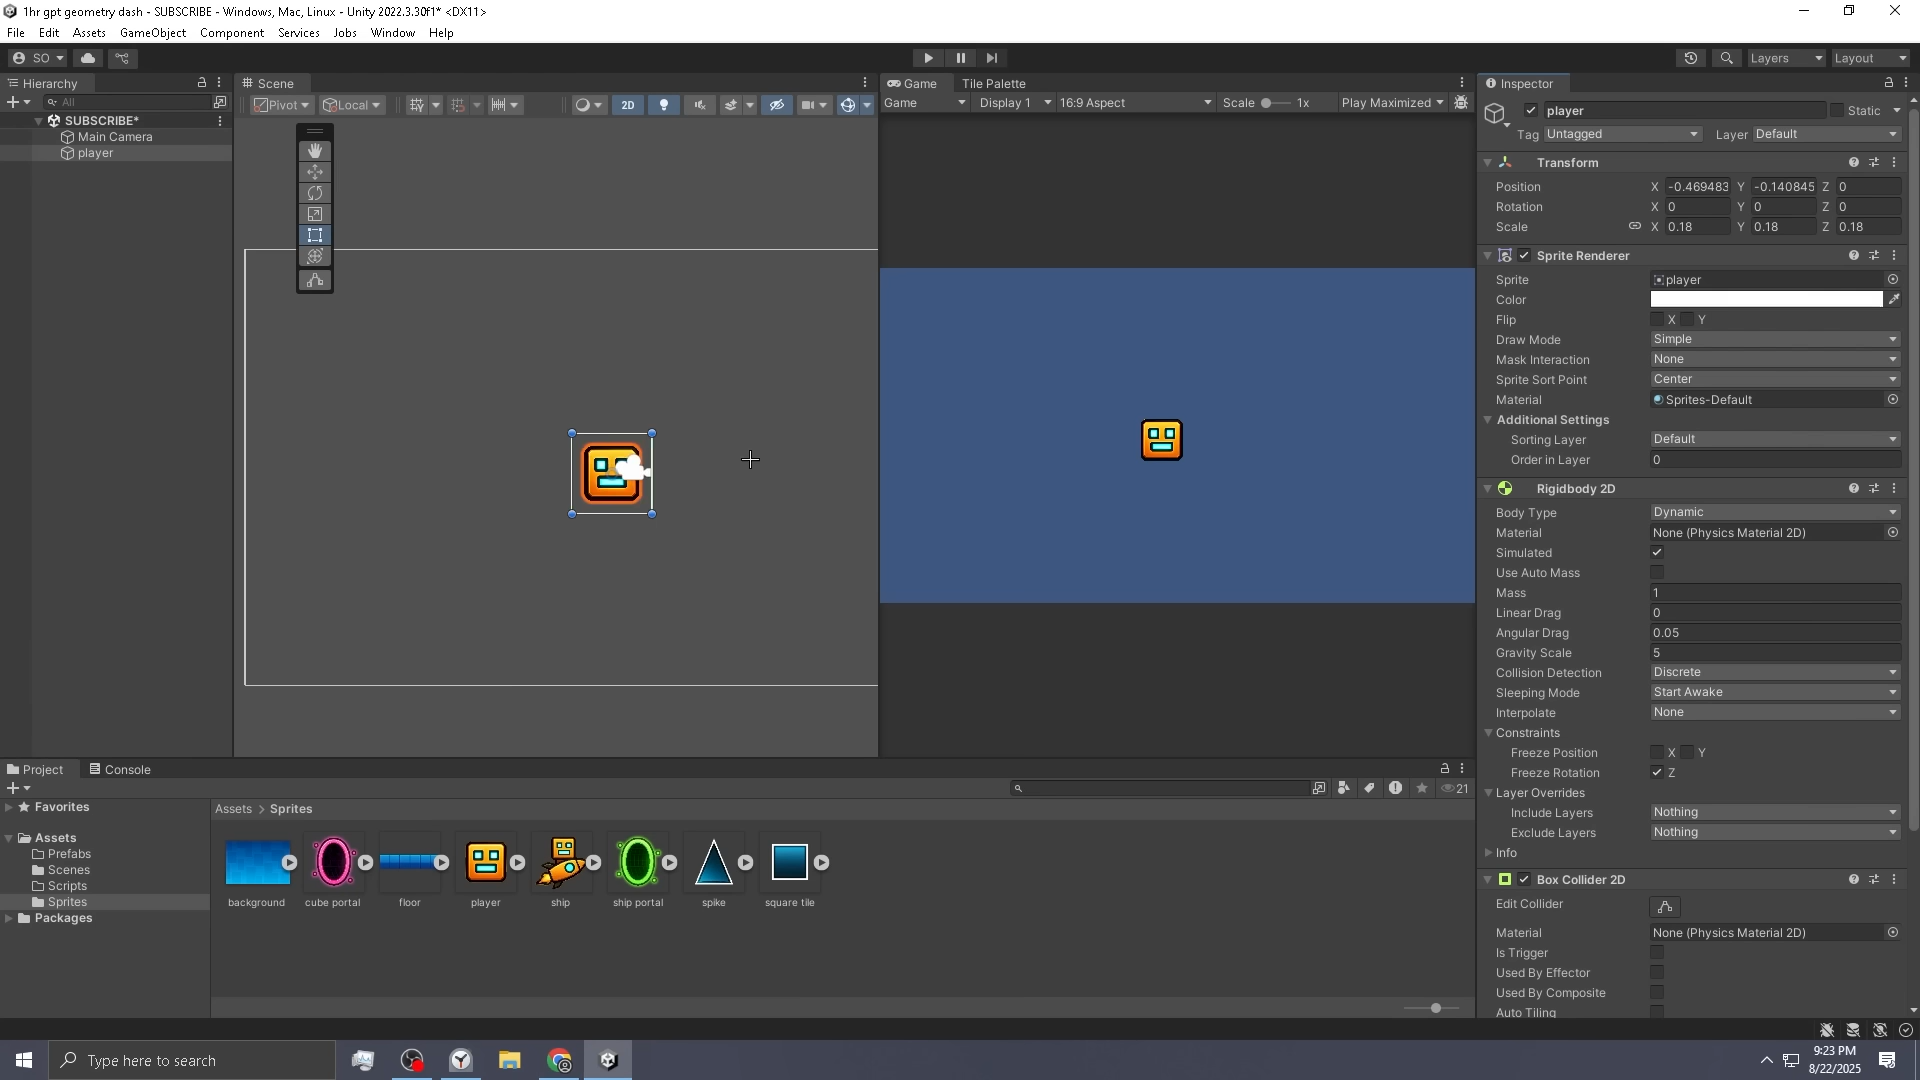 1hr gpt geometry dash - SUBSCRIBE - Windows, Mac, Linux - Unity 2022.3.30f1* <DX11>
File Edit Assets GameObject Component Services Jobs Window Help
SO Layers Layout
Hierarchy
All
SUBSCRIBE*
Main Camera
player
Scene
Pivot Local 2D
Game Tile Palette
Game Display 1 16:9 Aspect Scale 1x Play Maximized
Inspector
player Static
Tag Untagged Layer Default
Transform
Position X -0.469483 Y -0.140845 Z 0
Rotation X 0 Y 0 Z 0
Scale X 0.18 Y 0.18 Z 0.18
Sprite Renderer
Sprite player
Color
Flip X Y
Draw Mode Simple
Mask Interaction None
Sprite Sort Point Center
Material Sprites-Default
Additional Settings
Sorting Layer Default
Order in Layer 0
Rigidbody 2D
Body Type Dynamic
Material None (Physics Material 2D)
Simulated
Use Auto Mass
Mass 1
Linear Drag 0
Angular Drag 0.05
Gravity Scale 5
Collision Detection Discrete
Sleeping Mode Start Awake
Interpolate None
Constraints
Freeze Position X Y
Freeze Rotation Z
Layer Overrides
Include Layers Nothing
Exclude Layers Nothing
Info
Box Collider 2D
Edit Collider
Material None (Physics Material 2D)
Is Trigger
Used By Effector
Used By Composite
Auto Tiling
Project Console
21
Favorites
Assets
Prefabs
Scenes
Scripts
Sprites
Packages
Assets > Sprites
background cube portal floor player ship ship portal spike square tile
Type here to search
9:23 PM
8/22/2025